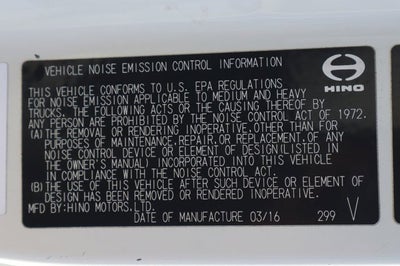 VEHICLE NOISE EMISSION CONTROL INFORMATION
THIS VEHICLE CONFORMS TO U.S. EPA REGULATIONS
FOR NOISE EMISSION APPLICABLE TO MEDIUM AND HEAVY
TRUCKS. THE FOLLOWING ACTS OR THE CAUSING THEREOF BY
ANY PERSON ARE PROHIBITED BY THE NOISE CONTROL ACT OF 1972.
(A) THE REMOVAL OR RENDERING INOPERATIVE, OTHER THAN FOR
PURPOSES OF MAINTENANCE, REPAIR, OR REPLACEMENT, OF ANY
NOISE CONTROL DEVICE OR ELEMENT OF DESIGN(LISTED IN
THE OWNER'S MANUAL) INCORPORATED INTO THIS VEHICLE
IN COMPLIANCE WITH THE NOISE CONTROL ACT.
(B) THE USE OF THIS VEHICLE AFTER SUCH DEVICE OR ELEMENT OF
DESIGN HAS BEEN REMOVED OR RENDERED INOPERATIVE.
MFD BY: HINO MOTORS, LTD.
DATE OF MANUFACTURE 03/16 299 V
HINO